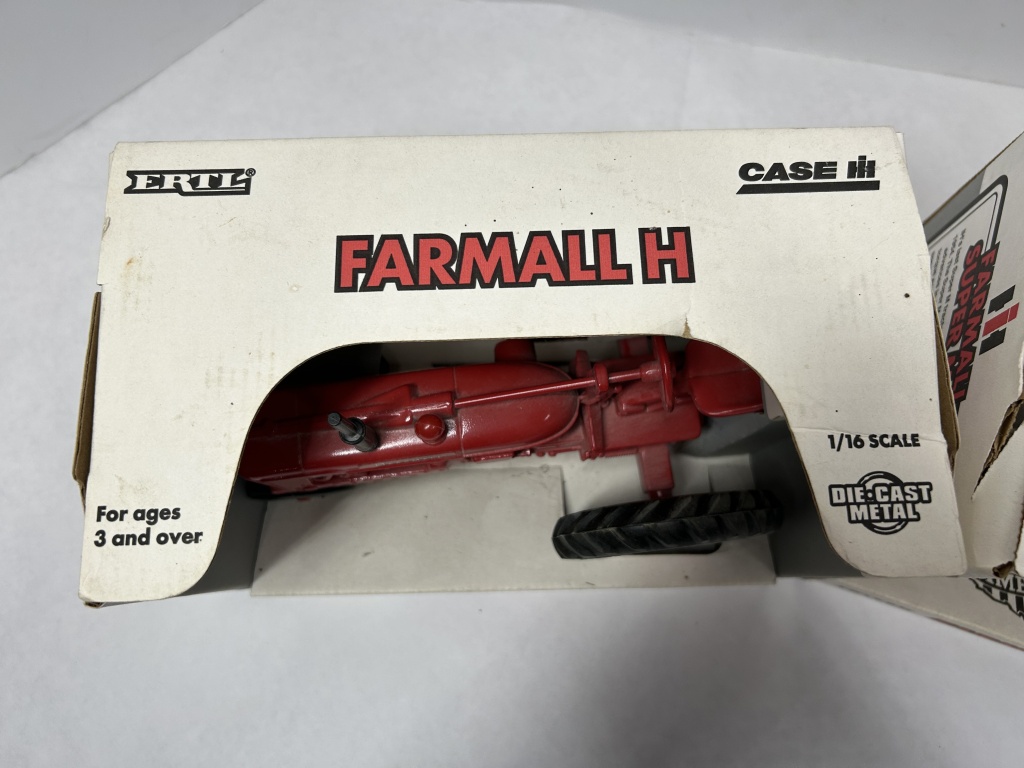 ERTL®
CASE IH
FARMALL H
1/16 SCALE
DIE-CAST
METAL
For ages
3 and over
FARMALL
SUPER